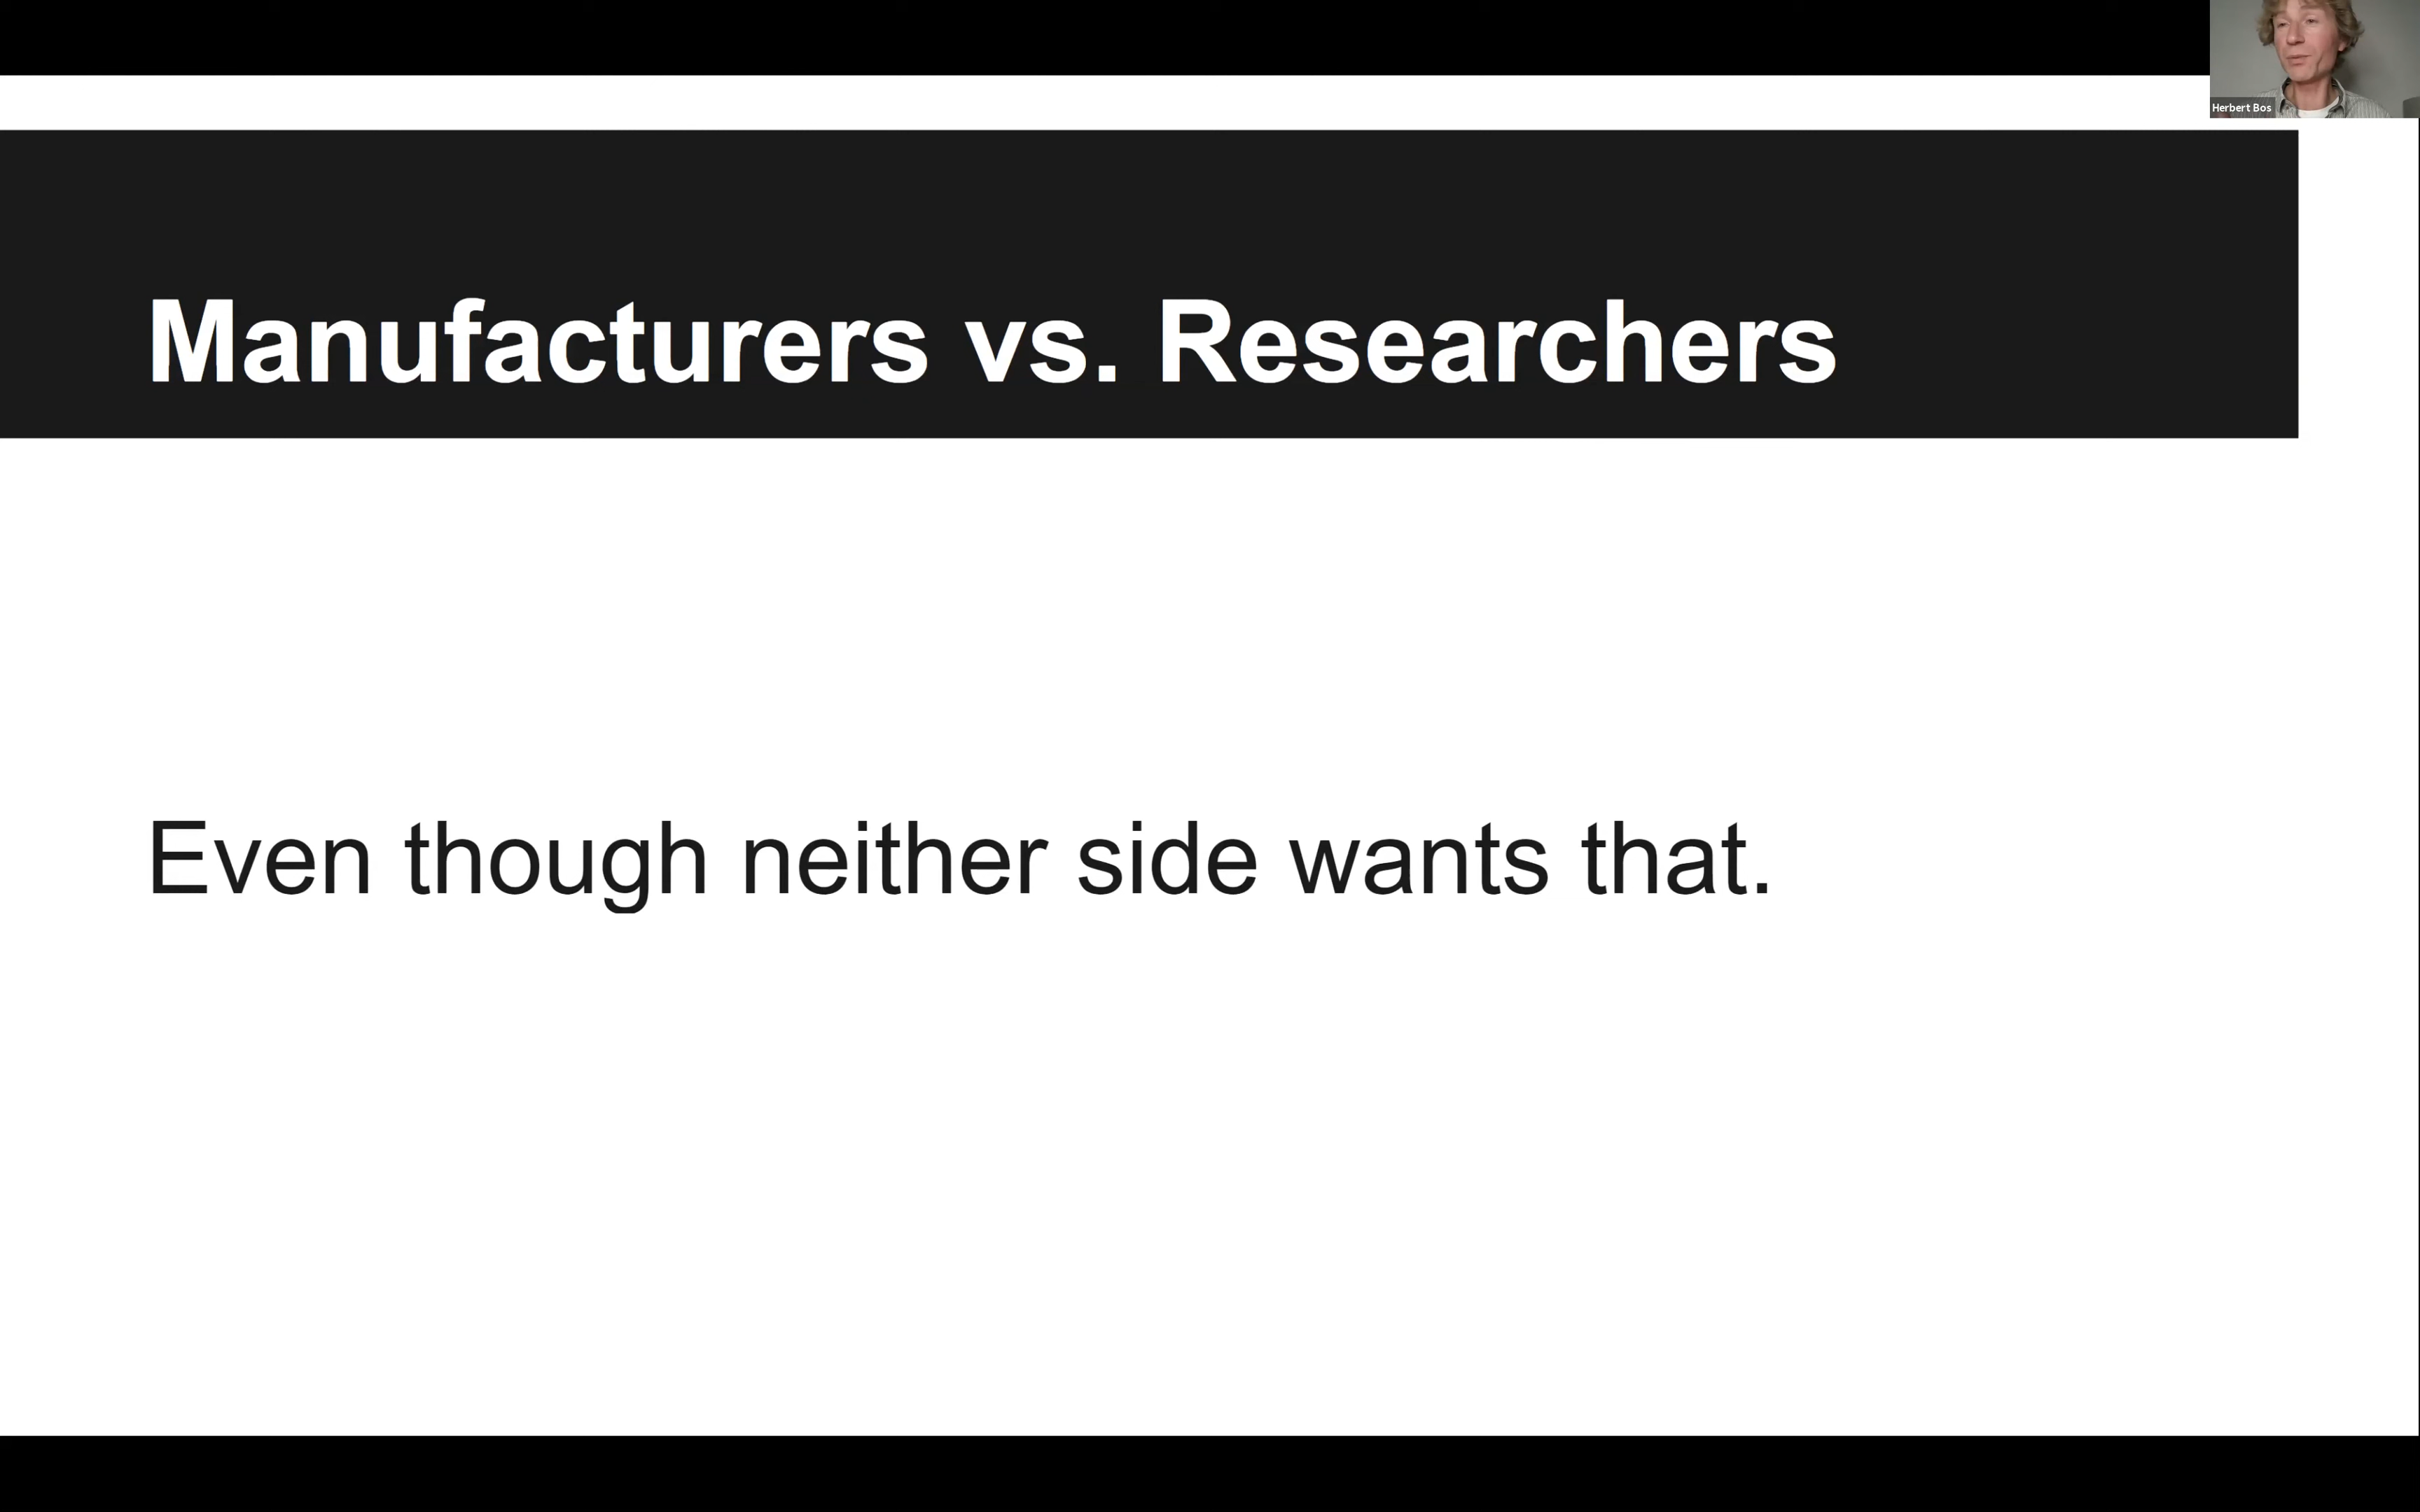 Herbert Bos
Manufacturers vs. Researchers
Even though neither side wants that.